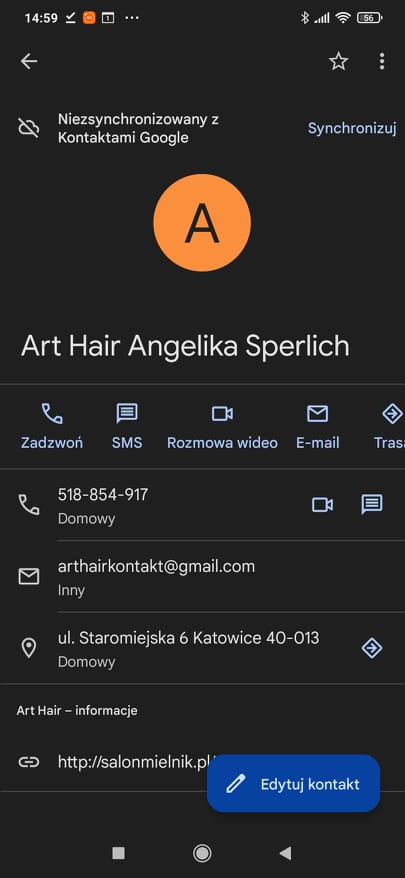 14:59
1
56
Niezsynchronizowany z
Kontaktami Google
Synchronizuj
A
Art Hair Angelika Sperlich
Zadzwoń
SMS
Rozmowa wideo
E-mail
Tras
518-854-917
Domowy
arthairkontakt@gmail.com
Inny
ul. Staromiejska 6 Katowice 40-013
Domowy
Art Hair – informacje
http://salonmielnik.pl/
Edytuj kontakt